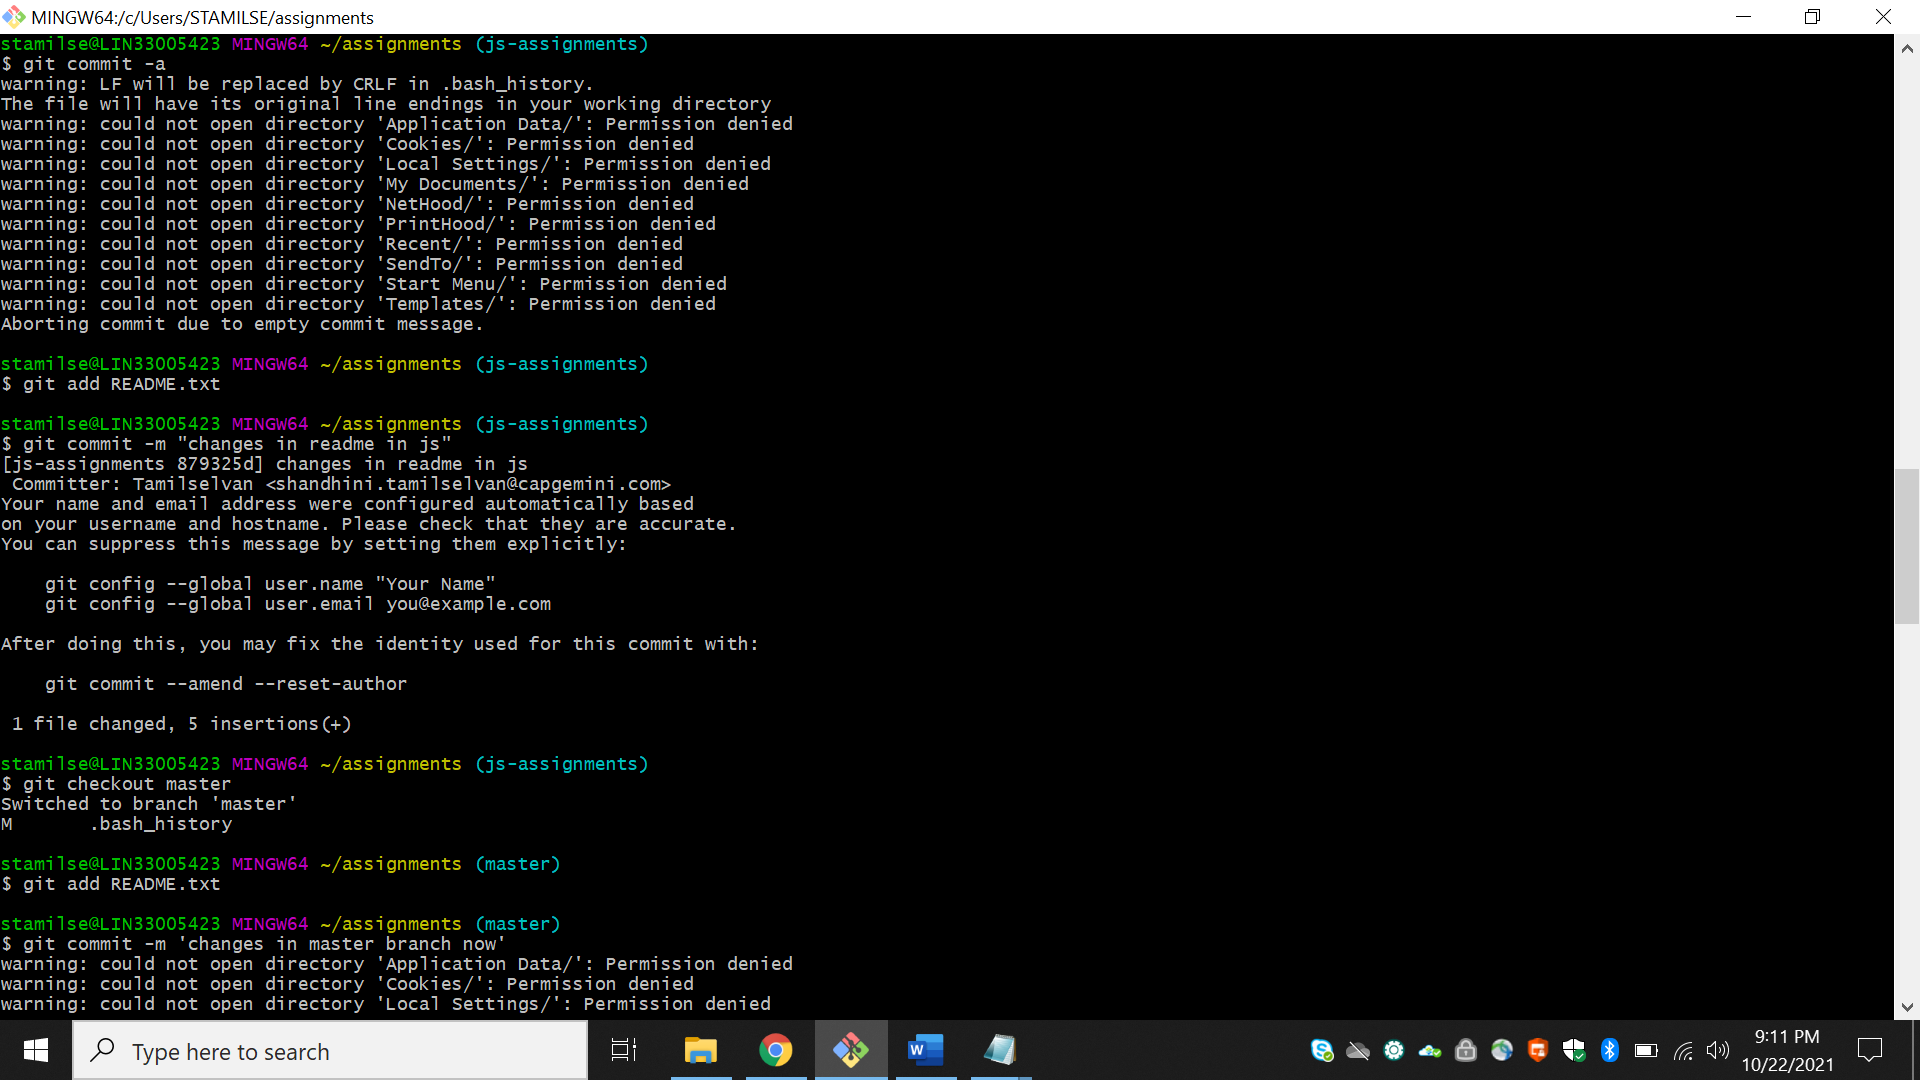 MINGW64:/c/Users/STAMILSE/assignments
stamilse@LIN33005423 MINGW64 ~/assignments (js-assignments)
$ git commit -a
warning: LF will be replaced by CRLF in .bash_history.
The file will have its original line endings in your working directory
warning: could not open directory 'Application Data/': Permission denied
warning: could not open directory 'Cookies/': Permission denied
warning: could not open directory 'Local Settings/': Permission denied
warning: could not open directory 'My Documents/': Permission denied
warning: could not open directory 'NetHood/': Permission denied
warning: could not open directory 'PrintHood/': Permission denied
warning: could not open directory 'Recent/': Permission denied
warning: could not open directory 'SendTo/': Permission denied
warning: could not open directory 'Start Menu/': Permission denied
warning: could not open directory 'Templates/': Permission denied
Aborting commit due to empty commit message.
stamilse@LIN33005423 MINGW64 ~/assignments (js-assignments)
$ git add README.txt
stamilse@LIN33005423 MINGW64 ~/assignments (js-assignments)
$ git commit -m "changes in readme in js"
[js-assignments 879325d] changes in readme in js
Committer: Tamilselvan <shandhini.tamilselvan@capgemini.com>
Your name and email address were configured automatically based
on your username and hostname. Please check that they are accurate.
You can suppress this message by setting them explicitly:
git config --global user.name "Your Name"
git config --global user.email you@example.com
After doing this, you may fix the identity used for this commit with:
git commit --amend --reset-author
1 file changed, 5 insertions(+)
stamilse@LIN33005423 MINGW64 ~/assignments (js-assignments)
$ git checkout master
Switched to branch 'master'
M       .bash_history
stamilse@LIN33005423 MINGW64 ~/assignments (master)
$ git add README.txt
stamilse@LIN33005423 MINGW64 ~/assignments (master)
$ git commit -m 'changes in master branch now'
warning: could not open directory 'Application Data/': Permission denied
warning: could not open directory 'Cookies/': Permission denied
warning: could not open directory 'Local Settings/': Permission denied
Type here to search
9:11 PM
10/22/2021